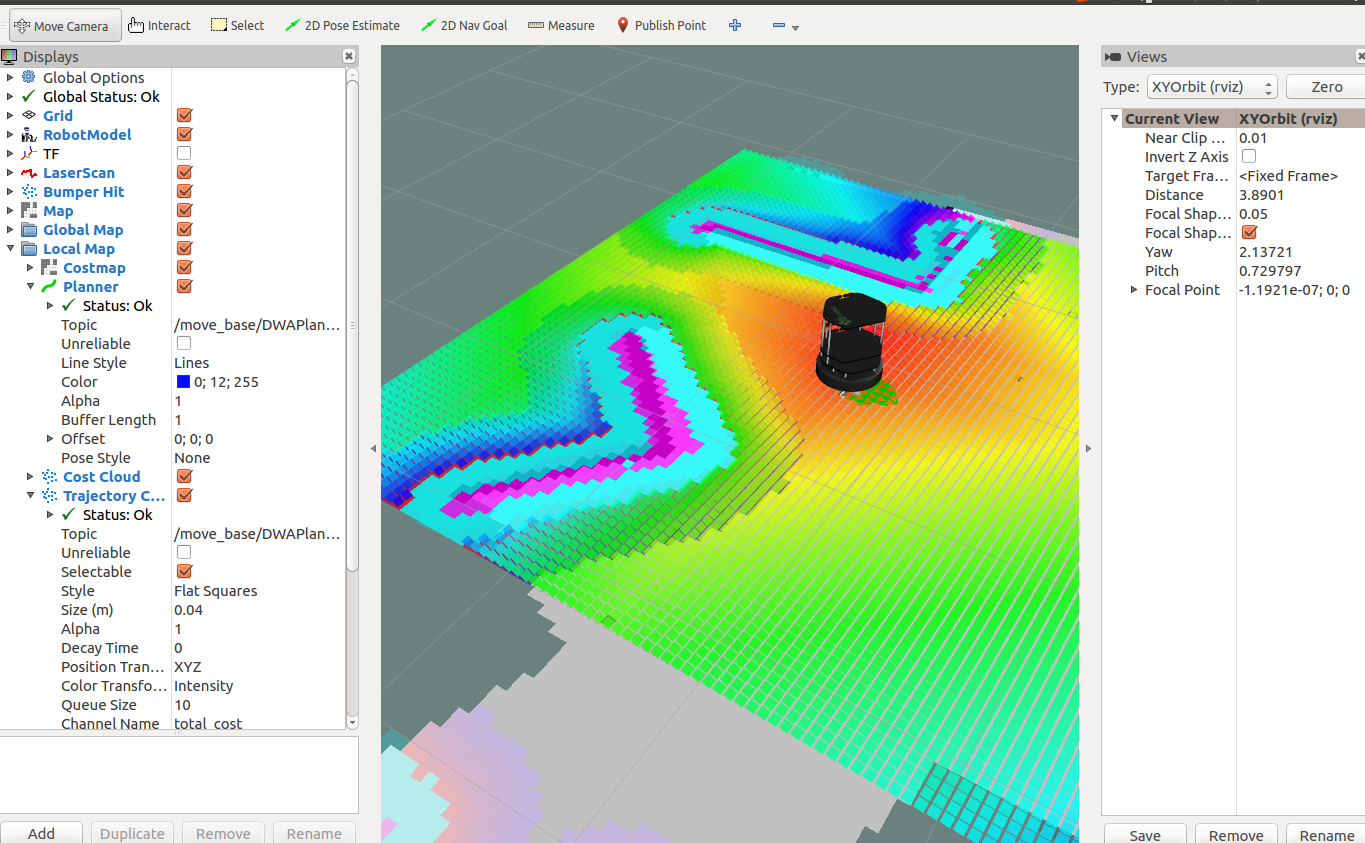 Move Camera Interact Select 2D Pose Estimate 2D Nav Goal Measure Publish Point
Displays
Global Options
Global Status: Ok
Grid
RobotModel
TF
LaserScan
Bumper Hit
Map
Global Map
Local Map
Costmap
Planner
Status: Ok
Topic /move_base/DWAPlan...
Unreliable
Line Style Lines
Color 0; 12; 255
Alpha 1
Buffer Length 1
Offset 0; 0; 0
Pose Style None
Cost Cloud
Trajectory C...
Status: Ok
Topic /move_base/DWAPlan...
Unreliable
Selectable
Style Flat Squares
Size (m) 0.04
Alpha 1
Decay Time 0
Position Tran... XYZ
Color Transfo... Intensity
Queue Size 10
Channel Name total_cost
Add Duplicate Remove Rename
Views
Type: XYOrbit (rviz) Zero
Current View XYOrbit (rviz)
Near Clip ... 0.01
Invert Z Axis
Target Fra... <Fixed Frame>
Distance 3.8901
Focal Shap... 0.05
Focal Shap...
Yaw 2.13721
Pitch 0.729797
Focal Point -1.1921e-07; 0; 0
Save Remove Rename